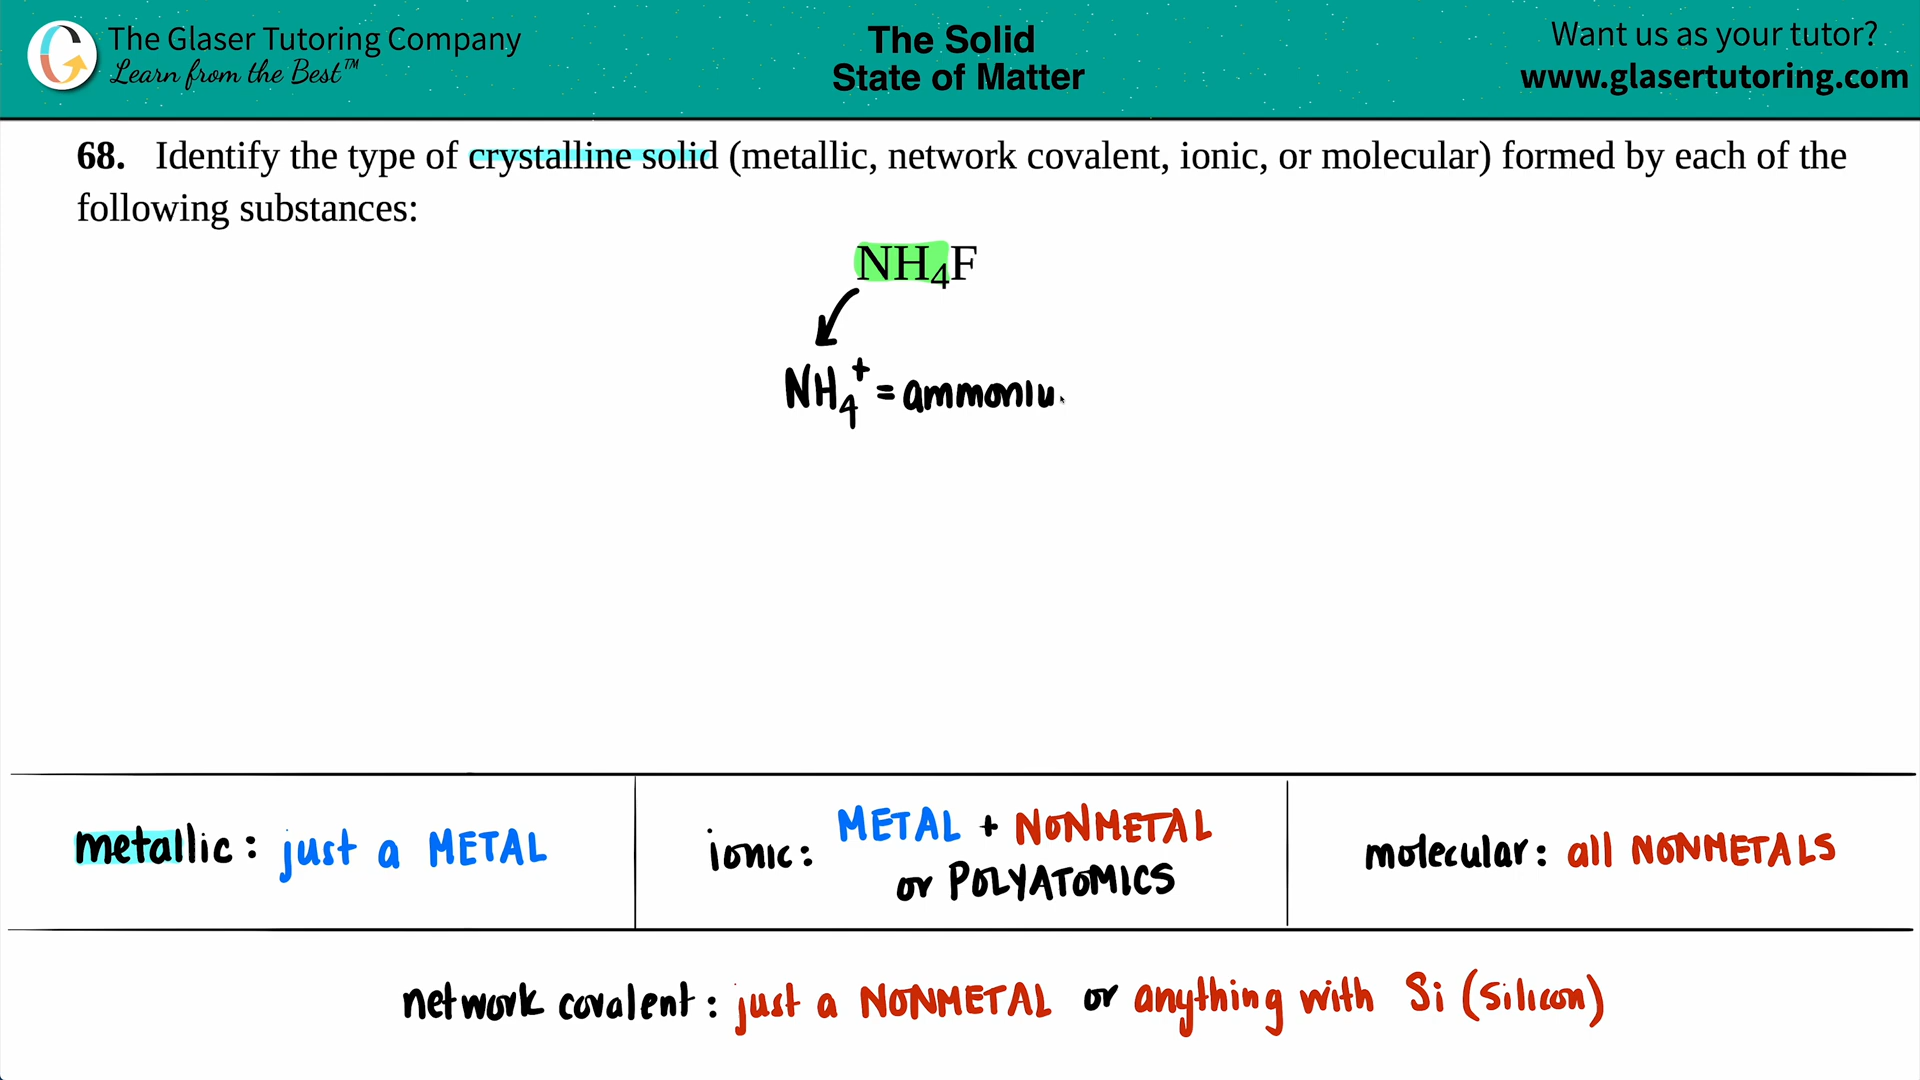 The Glaser Tutoring Company
Learn from the Best™
The Solid
State of Matter
Want us as your tutor?
www.glasertutoring.com
68. Identify the type of crystalline solid (metallic, network covalent, ionic, or molecular) formed by each of the
following substances:
NH₄F
NH₄⁺ = ammoniu
metallic: just a METAL
ionic: METAL + NONMETAL
or POLYATOMICS
molecular: all NONMETALS
network covalent: just a NONMETAL or anything with Si (silicon)